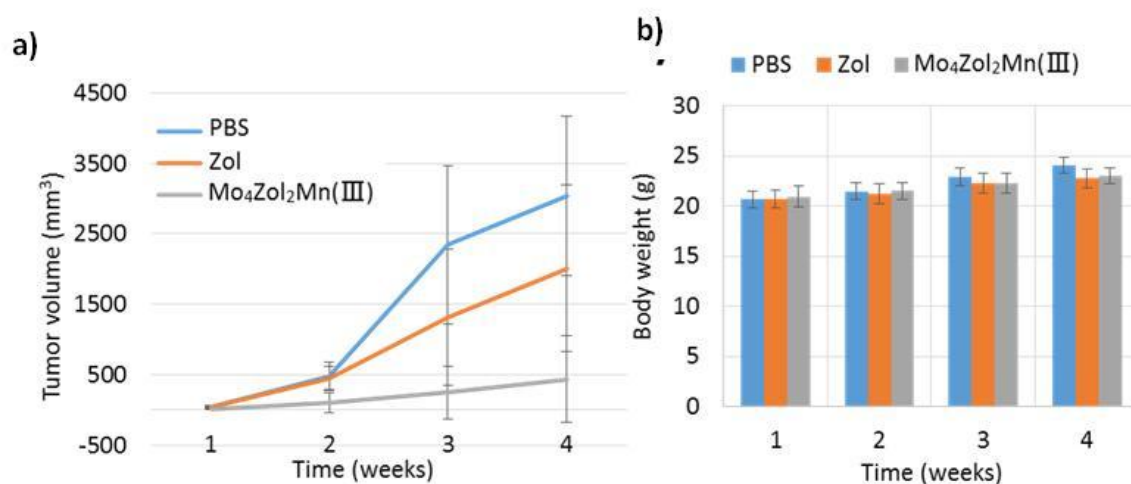 a)
4500
3500
2500
1500
500
-500
Tumor volume (mm³)
PBS
Zol
Mo₄Zol₂Mn(Ⅲ)
1 2 3 4
Time (weeks)
b)
PBS Zol Mo₄Zol₂Mn(Ⅲ)
30
25
20
15
10
5
0
Body weight (g)
1 2 3 4
Time (weeks)